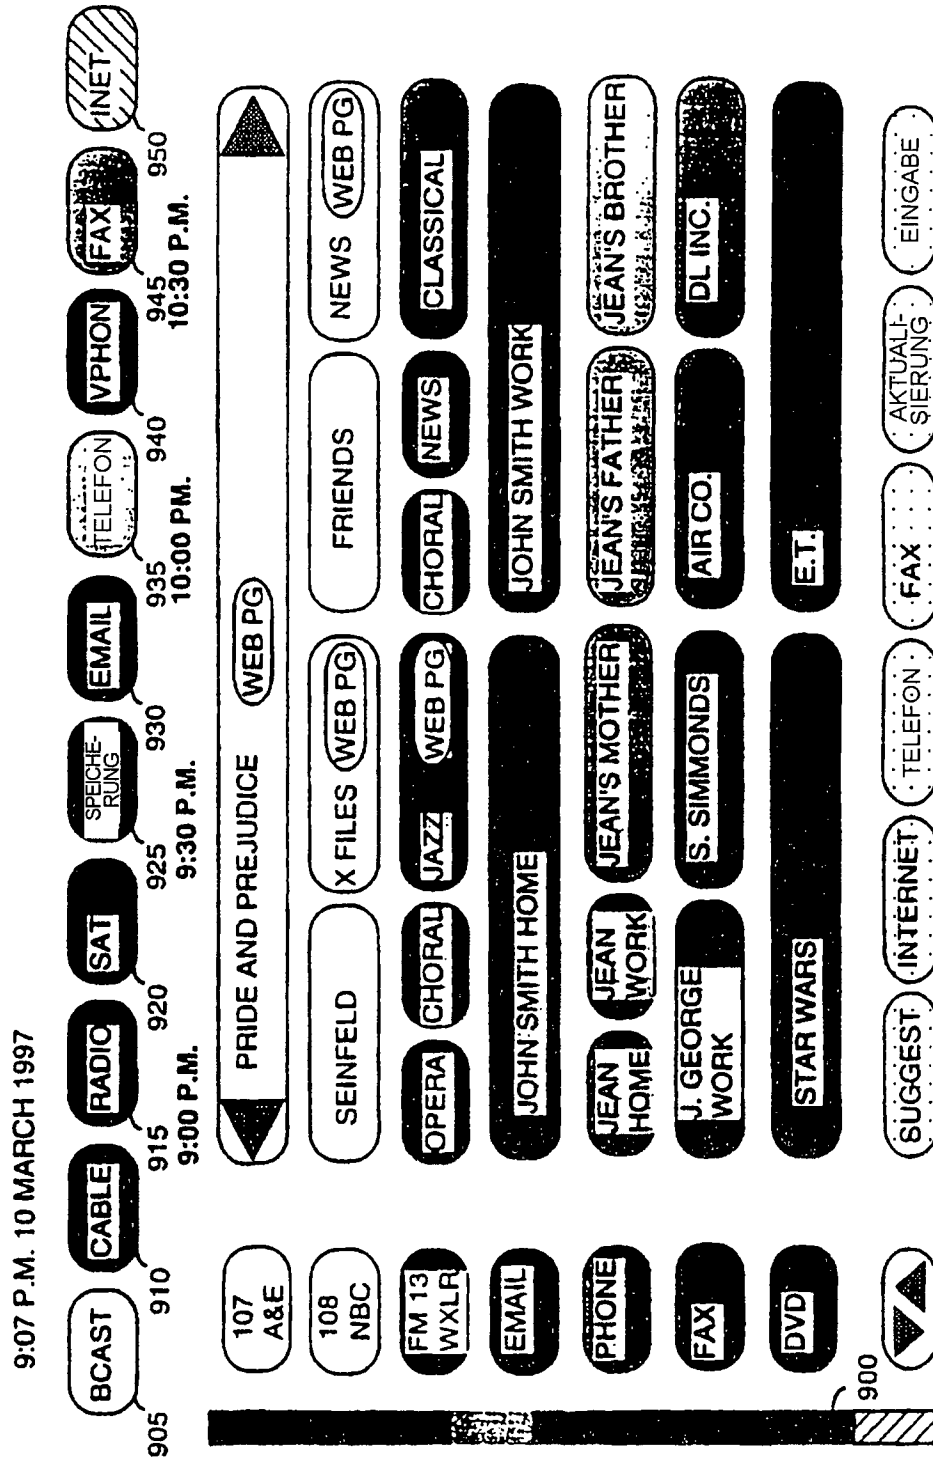 9:07 P.M. 10 MARCH 1997
BCAST CABLE RADIO SAT SPEICHE-
RUNG EMAIL TELEFON VPHON FAX INET
905 910 915 920 925 930 935 940 945 950
9:00 P.M. 9:30 P.M. 10:00 PM. 10:30 P.M.
107
A&E
PRIDE AND PREJUDICE WEB PG
108
NBC
SEINFELD X FILES WEB PG FRIENDS NEWS WEB PG
FM 13
WXLR
OPERA CHORAL JAZZ WEB PG CHORAL NEWS CLASSICAL
EMAIL JOHN SMITH HOME JOHN SMITH WORK
PHONE
JEAN
HOME
JEAN
WORK
JEAN'S MOTHER JEAN'S FATHER JEAN'S BROTHER
FAX
J. GEORGE
WORK
S. SIMMONDS AIR CO. DL INC.
DVD STAR WARS E.T.
900
SUGGEST INTERNET TELEFON FAX AKTUALI-
SIERUNG EINGABE